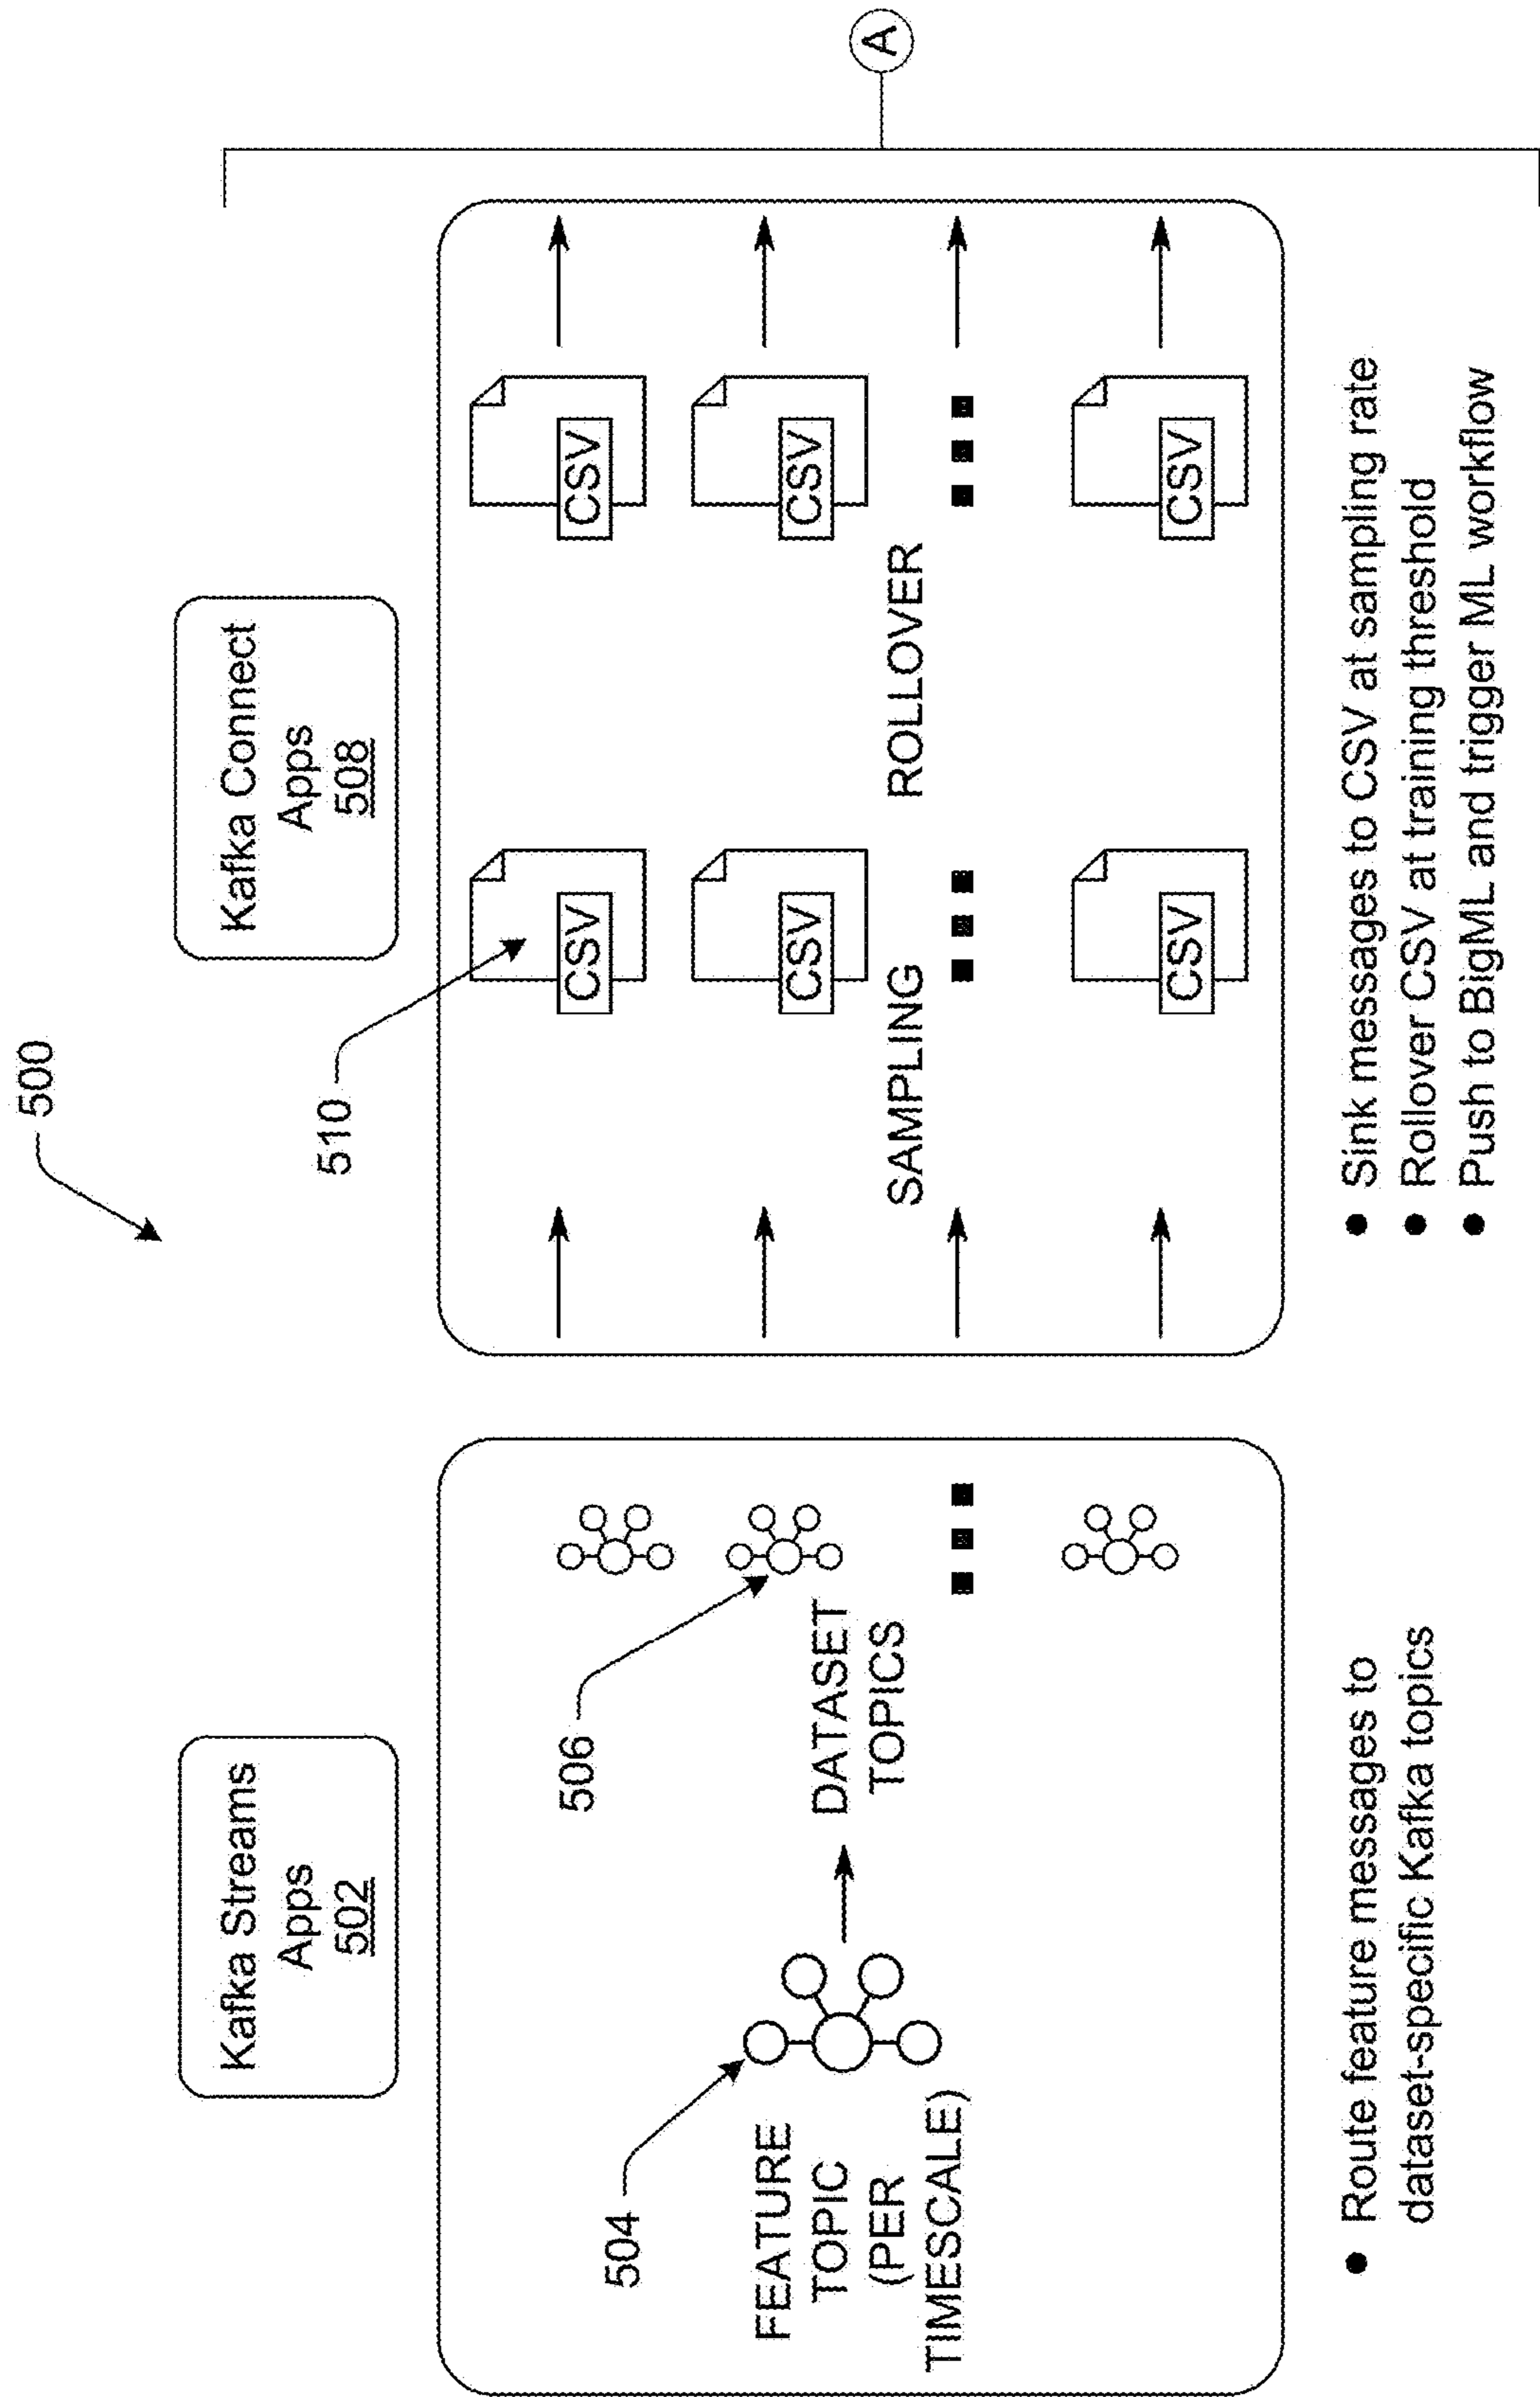 500
Kafka Streams
Apps
502
504
FEATURE
TOPIC
(PER
TIMESCALE)
506
DATASET
TOPICS
● Route feature messages to
dataset-specific Kafka topics
Kafka Connect
Apps
508
510
CSV
CSV
CSV
CSV
SAMPLING
ROLLOVER
CSV
CSV
● Sink messages to CSV at sampling rate
● Rollover CSV at training threshold
● Push to BigML and trigger ML workflow
A